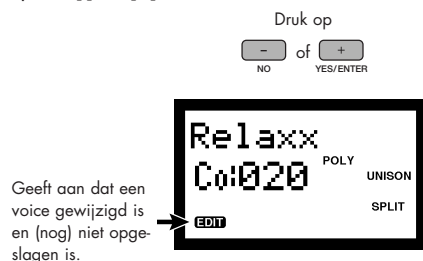 Druk op
- of +
NO YES/ENTER
Relaxx
Co:020 POLY
UNISON
SPLIT
EDIT
Geeft aan dat een
voice gewijzigd is
en (nog) niet opge-
slagen is.